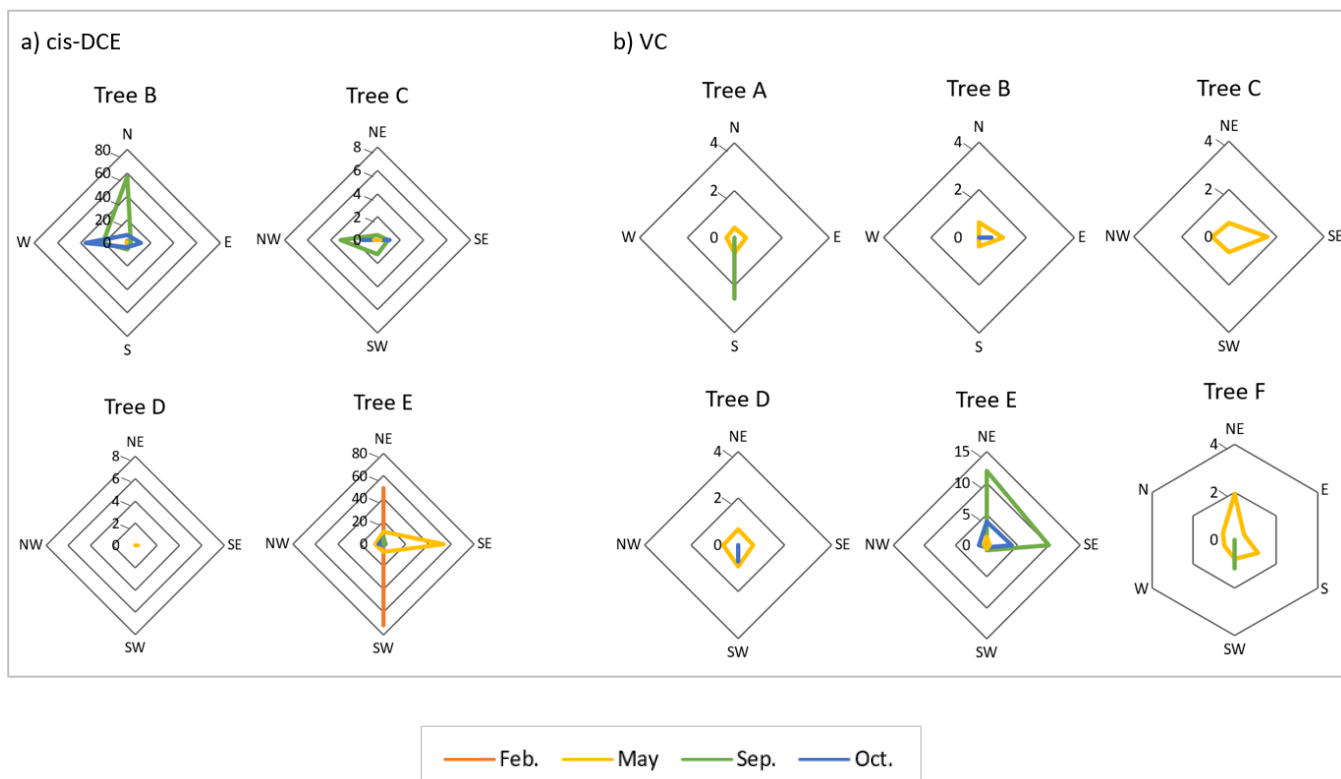 a) cis-DCE
b) VC
Tree B
N
80
60
40
20
0
W
E
S
Tree C
NE
8
6
4
2
0
NW
SE
SW
Tree A
N
4
2
0
W
E
S
Tree B
N
4
2
0
W
E
S
Tree C
NE
4
2
0
NW
SE
SW
Tree D
NE
8
6
4
2
0
NW
SE
SW
Tree E
NE
80
60
40
20
0
NW
SE
SW
Tree D
NE
4
2
0
NW
SE
SW
Tree E
NE
15
10
5
0
NW
SE
SW
Tree F
NE
4
N
E
2
0
W
S
SW
Feb. May Sep. Oct.